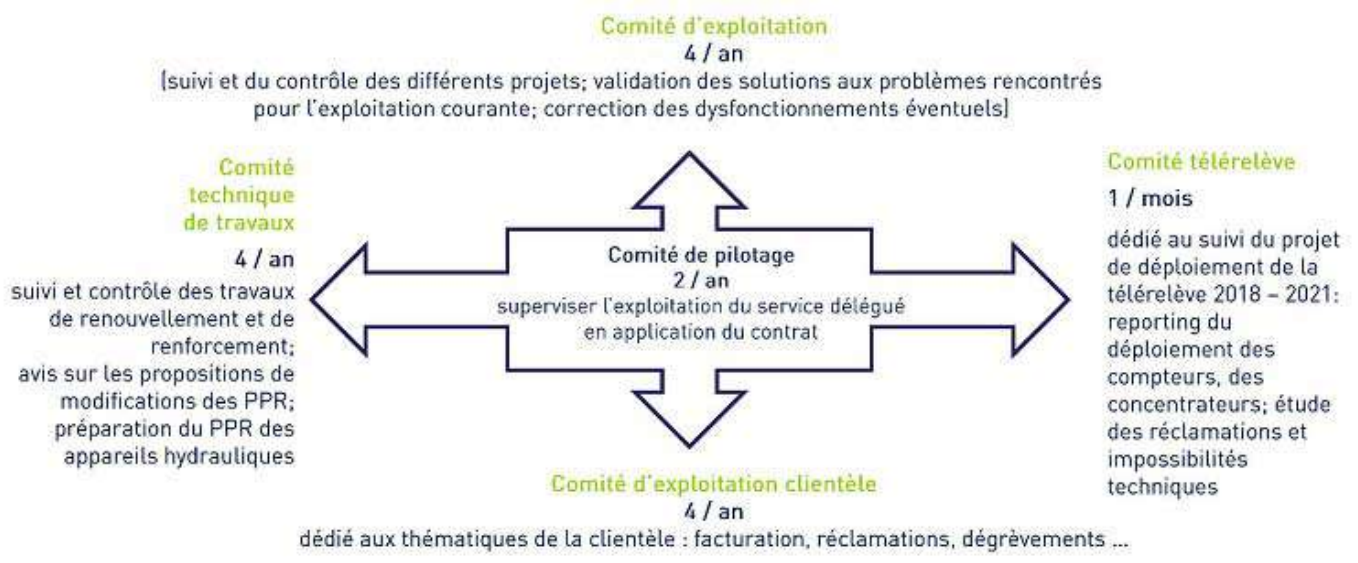 Comité d'exploitation
4 / an
(suivi et du contrôle des différents projets; validation des solutions aux problèmes rencontrés
pour l'exploitation courante; correction des dysfonctionnements éventuels)
Comité
technique
de travaux
4 / an
suivi et contrôle des travaux
de renouvellement et de
renforcement;
avis sur les propositions de
modifications des PPR;
préparation du PPR des
appareils hydrauliques
Comité de pilotage
2 / an
superviser l'exploitation du service délégué
en application du contrat
Comité télérelève
1 / mois
dédié au suivi du projet
de déploiement de la
télérelève 2018 – 2021:
reporting du
déploiement des
compteurs, des
concentrateurs; étude
des réclamations et
impossibilités
techniques
Comité d'exploitation clientèle
4 / an
dédié aux thématiques de la clientèle : facturation, réclamations, dégrèvements ...